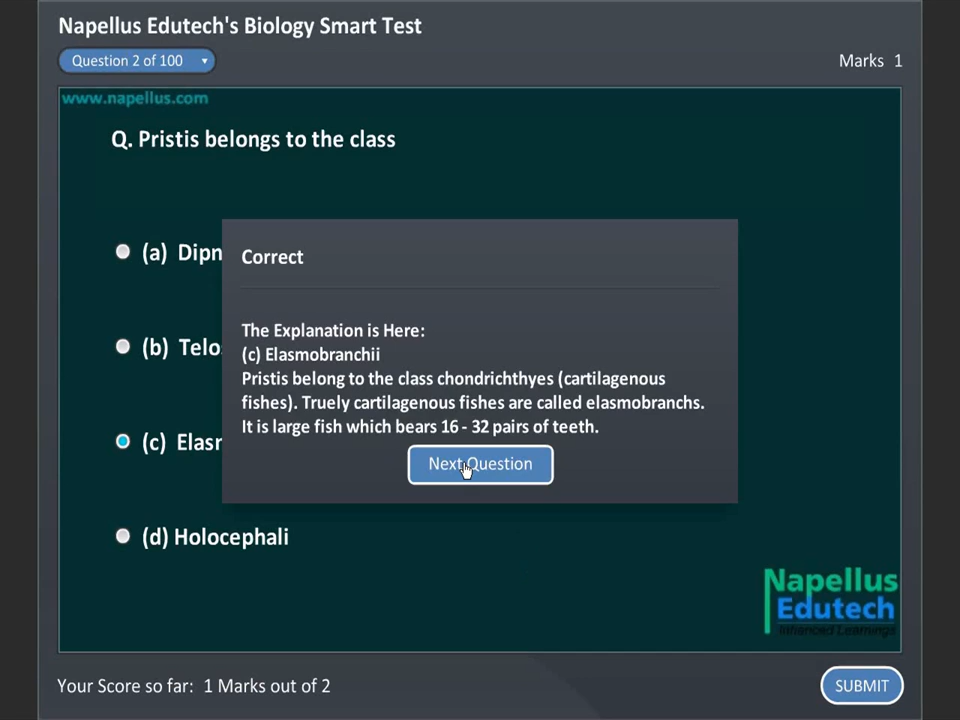 Napellus Edutech's Biology Smart Test
Question 2 of 100
Marks 1
www.napellus.com
Q. Pristis belongs to the class
(a) Dipn
Correct
The Explanation is Here:
(b) Telo
(c) Elasmobranchii
Pristis belong to the class chondrichthyes (cartilagenous
fishes). Truely cartilagenous fishes are called elasmobranchs.
It is large fish which bears 16 - 32 pairs of teeth.
(c) Elasr
Next Question
(d) Holocephali
Napellus
Edutech
Enhanced Learnings
Your Score so far: 1 Marks out of 2
SUBMIT